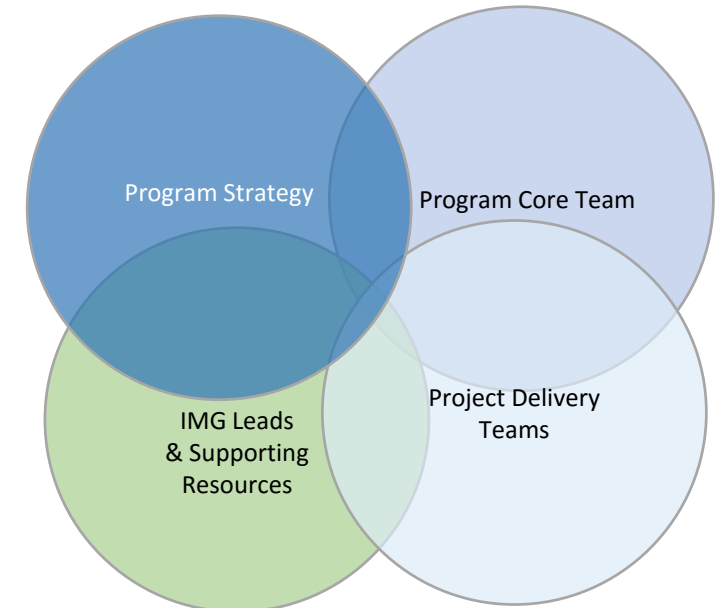 Program Strategy
Program Core Team
IMG Leads
& Supporting
Resources
Project Delivery
Teams